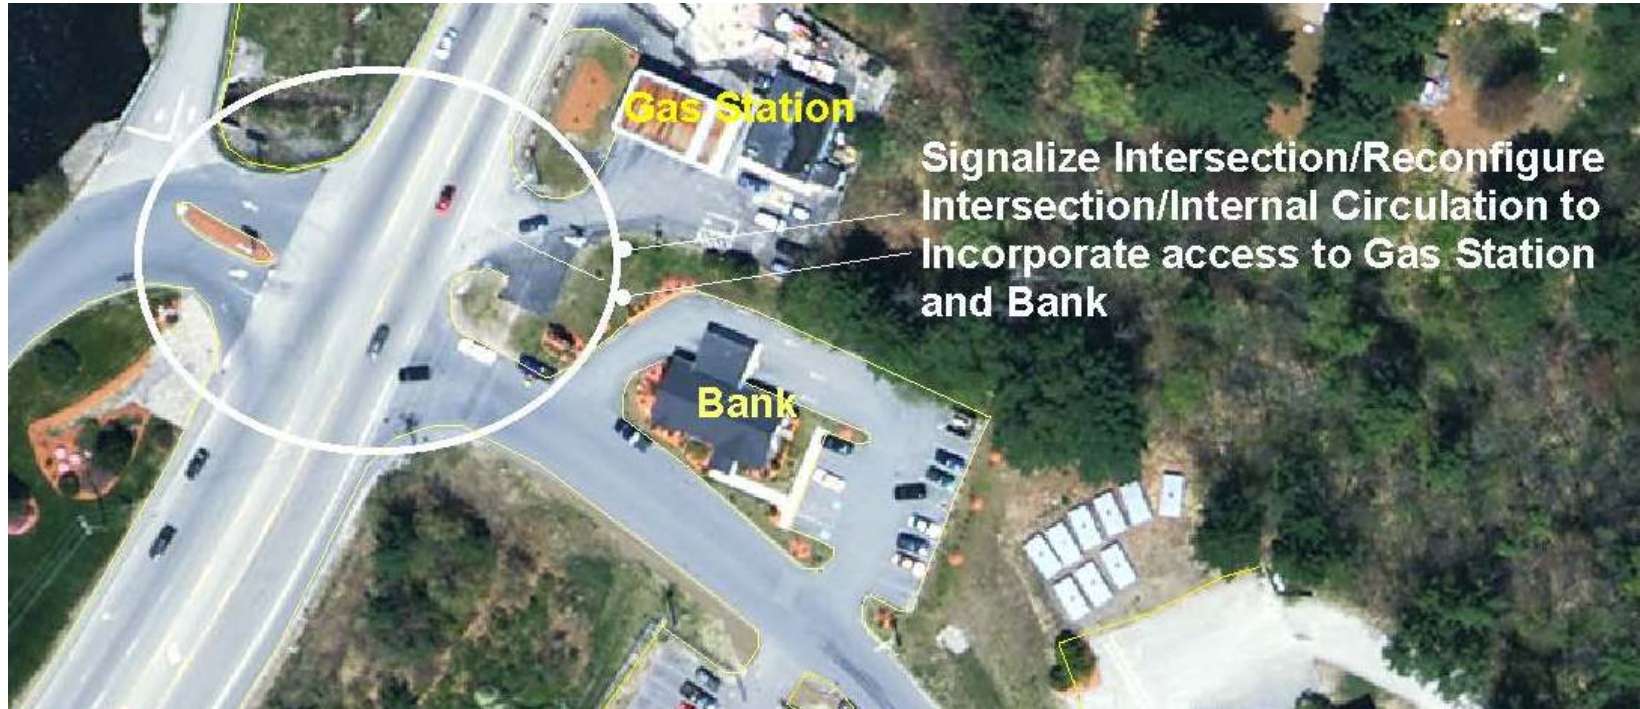 Gas Station
Signalize Intersection/Reconfigure
Intersection/Internal Circulation to
Incorporate access to Gas Station
and Bank
Bank